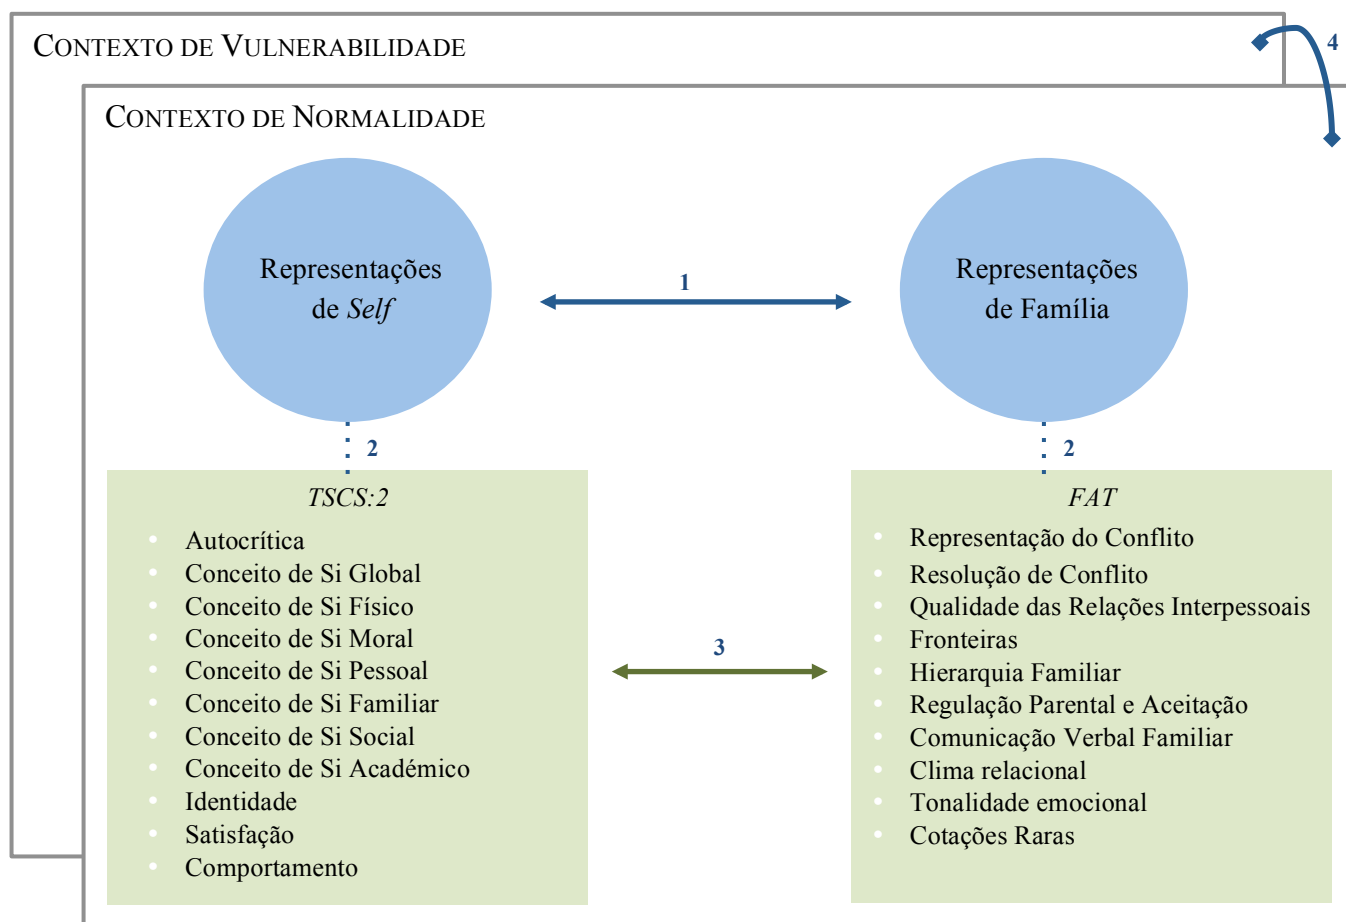 CONTEXTO DE VULNERABILIDADE
4
CONTEXTO DE NORMALIDADE
Representações
de Self
1
Representações
de Família
2
2
TSCS:2
Autocrítica
Conceito de Si Global
Conceito de Si Físico
Conceito de Si Moral
Conceito de Si Pessoal
Conceito de Si Familiar
Conceito de Si Social
Conceito de Si Académico
Identidade
Satisfação
Comportamento
3
FAT
Representação do Conflito
Resolução de Conflito
Qualidade das Relações Interpessoais
Fronteiras
Hierarquia Familiar
Regulação Parental e Aceitação
Comunicação Verbal Familiar
Clima relacional
Tonalidade emocional
Cotações Raras